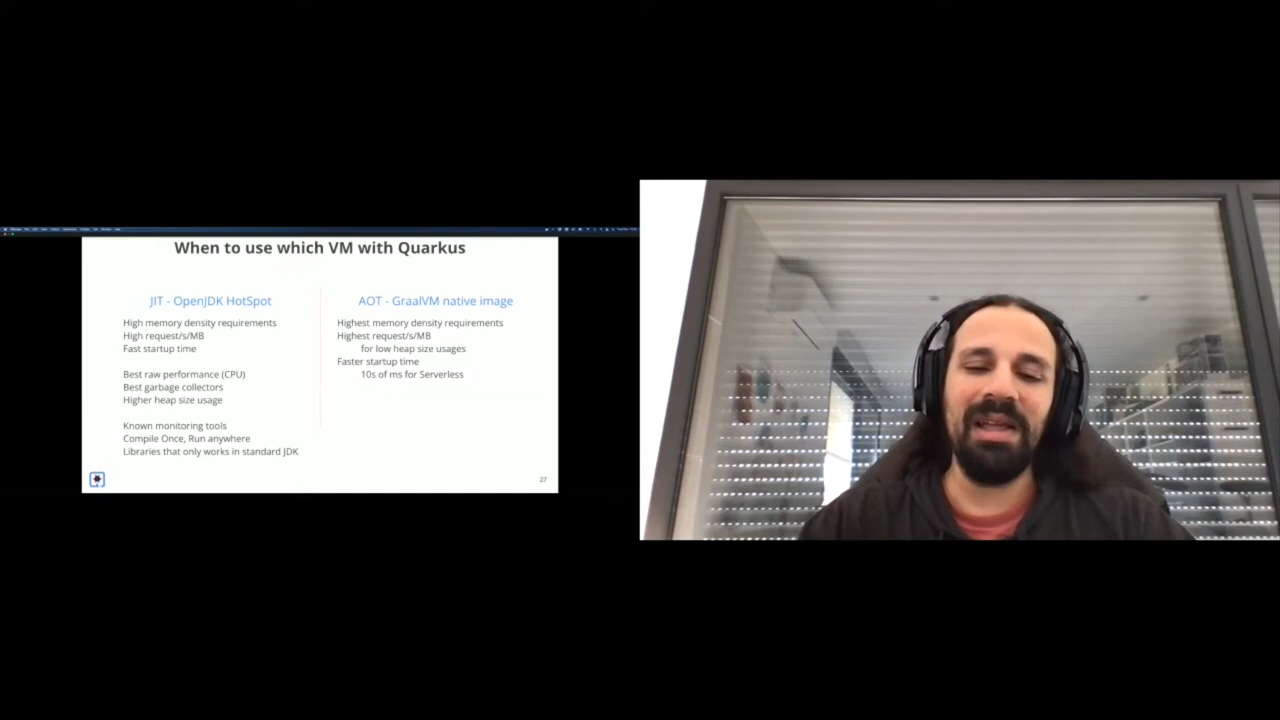 When to use which VM with Quarkus
JIT - OpenJDK HotSpot
High memory density requirements
High request/s/MB
Fast startup time
Best raw performance (CPU)
Best garbage collectors
Higher heap size usage
Known monitoring tools
Compile Once, Run anywhere
Libraries that only works in standard JDK
AOT - GraalVM native image
Highest memory density requirements
Highest request/s/MB
for low heap size usages
Faster startup time
10s of ms for Serverless
27